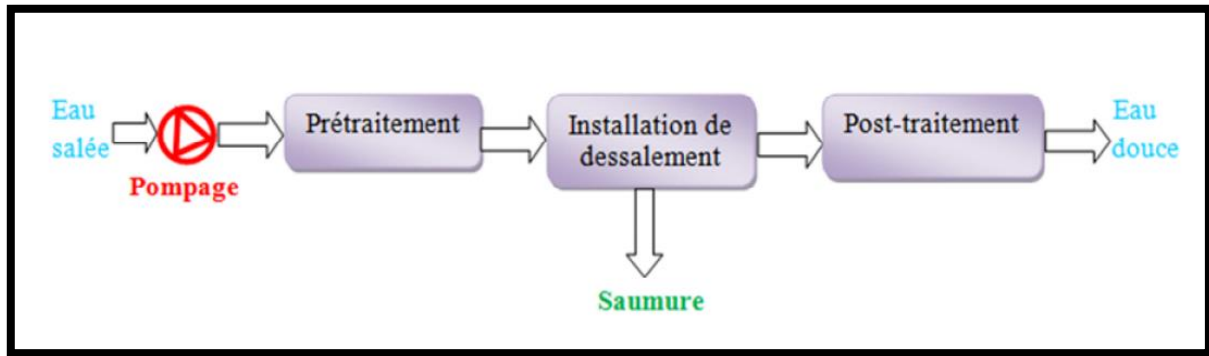 Eau
salée
Pompage
Prétraitement
Installation de
dessalement
Saumure
Post-traitement
Eau
douce